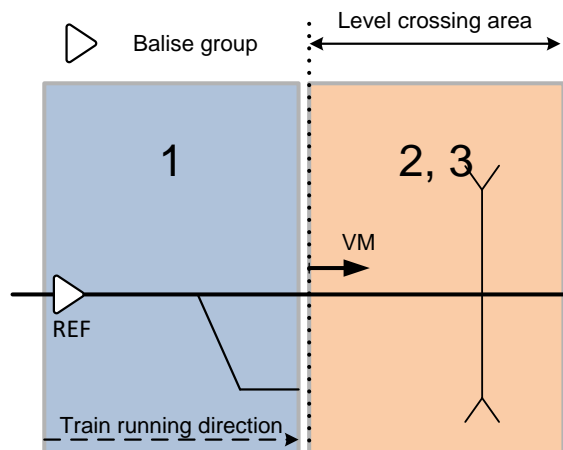 Balise group
Level crossing area
1
2, 3
VM
REF
Train running direction